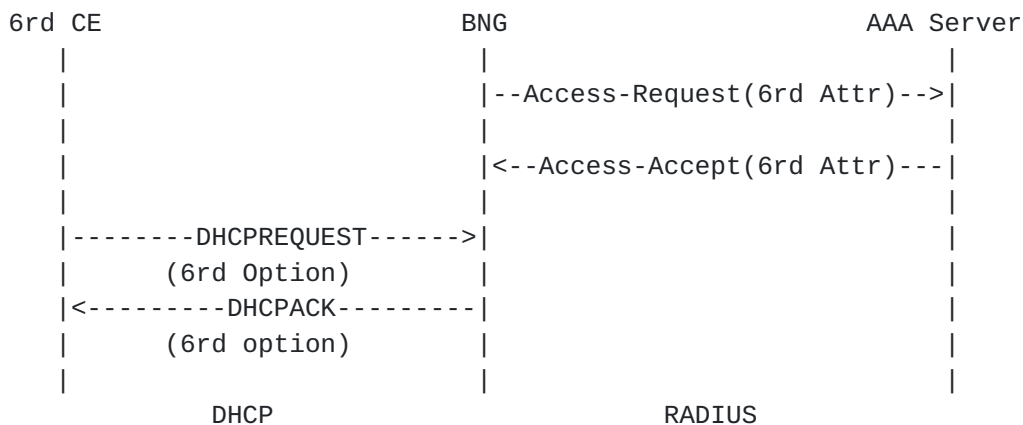 6rd CE                       BNG                       AAA Server
   |                          |                             |
   |                          |--Access-Request(6rd Attr)-->|
   |                          |                             |
   |                          |<--Access-Accept(6rd Attr)---|
   |                          |                             |
   |-------DHCPREQUEST------>|                             |
   |      (6rd Option)        |                             |
   |<---------DHCPACK---------|                             |
   |      (6rd option)        |                             |
   |                          |                             |
            DHCP                         RADIUS